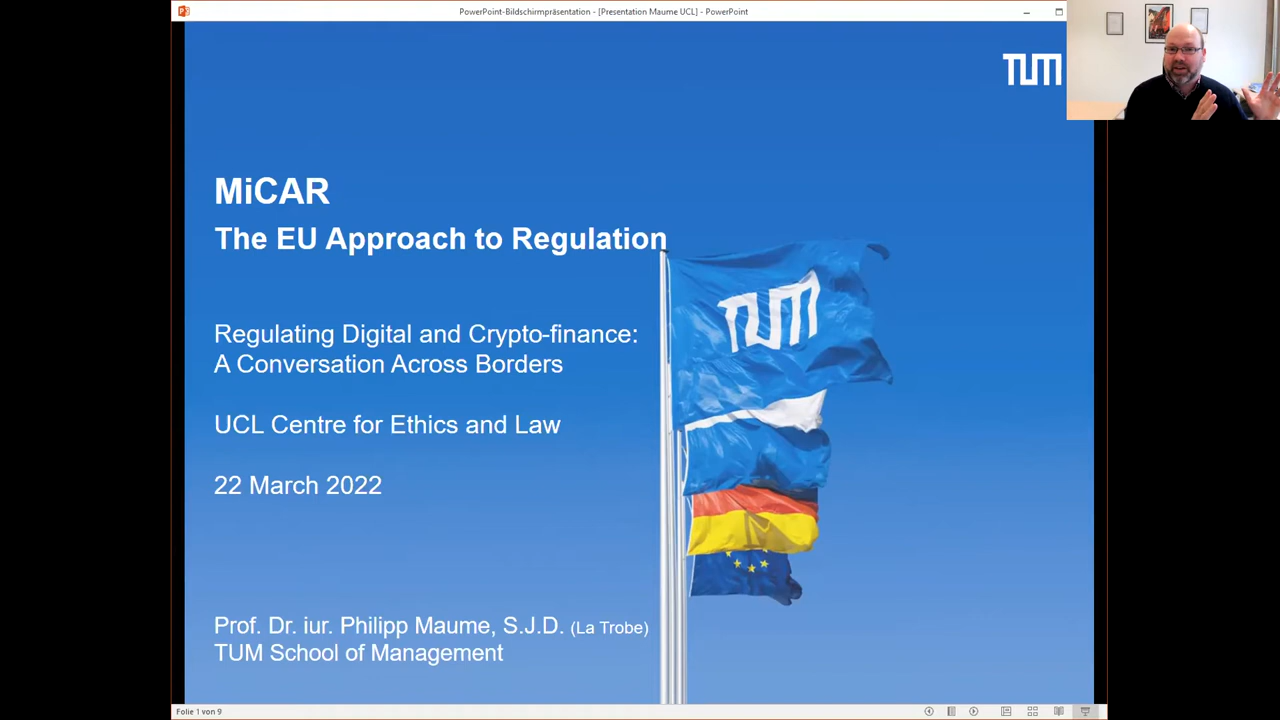 PowerPoint-Bildschirmpräsentation - [Presentation Maume UCL] - PowerPoint
TUM
MiCAR
The EU Approach to Regulation
TUM
Regulating Digital and Crypto-finance:
A Conversation Across Borders
UCL Centre for Ethics and Law
22 March 2022
Prof. Dr. iur. Philipp Maume, S.J.D. (La Trobe)
TUM School of Management
Folie 1 von 9